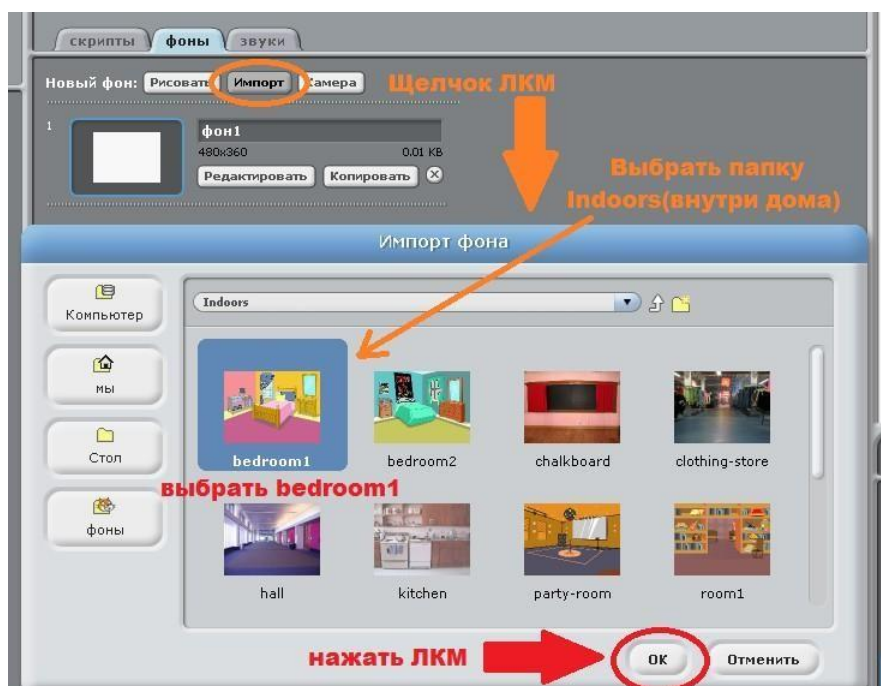 скрипты фоны звуки
Новый фон: Рисовать Импорт Камера
Щелчок ЛКМ
1
фон1
480x360 0.01 KB
Редактировать Копировать
Выбрать папку
Indoors(внутри дома)
Импорт фона
Компьютер
мы
Стол
фоны
Indoors
bedroom1 bedroom2 chalkboard clothing-store
выбрать bedroom1
hall kitchen party-room room1
нажать ЛКМ
OK Отменить